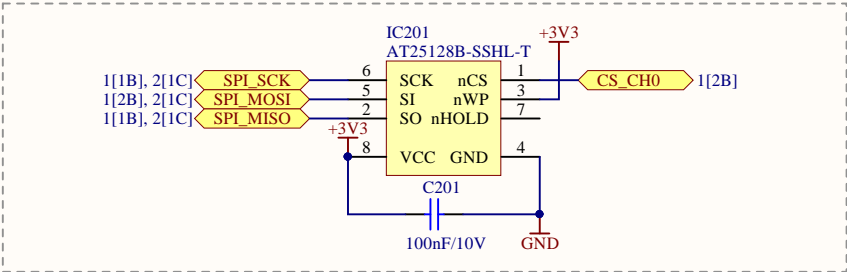 IC201
AT25128B-SSHL-T
+3V3
1[1B], 2[1C] SPI_SCK 6 SCK nCS 1 CS_CH0 1[2B]
1[2B], 2[1C] SPI_MOSI 5 SI nWP 3
1[1B], 2[1C] SPI_MISO 2 SO nHOLD 7
+3V3
8 VCC GND 4
C201
100nF/10V
GND